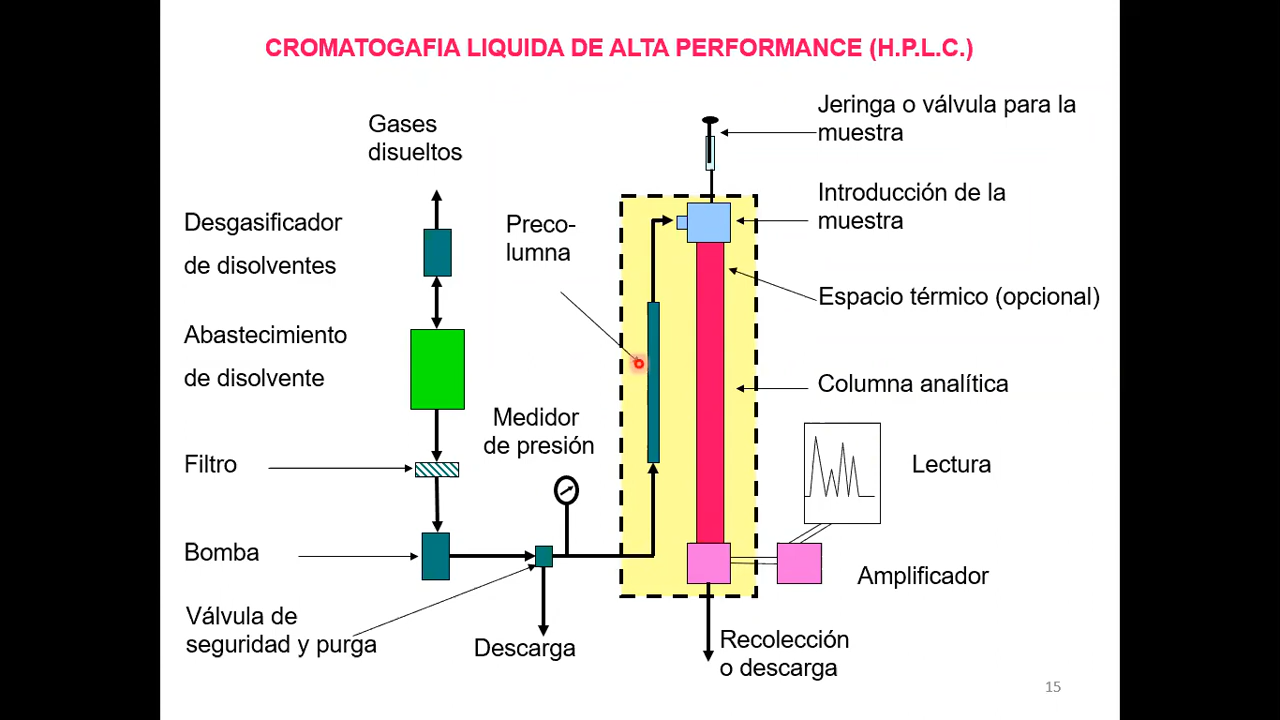 CROMATOGAFIA LIQUIDA DE ALTA PERFORMANCE (H.P.L.C.)
Jeringa o válvula para la
muestra
Gases
disueltos
Introducción de la
muestra
Desgasificador
de disolventes
Preco-
lumna
Espacio térmico (opcional)
Abastecimiento
de disolvente
Columna analítica
Medidor
de presión
Filtro
Lectura
Bomba
Amplificador
Válvula de
seguridad y purga
Descarga
Recolección
o descarga
15